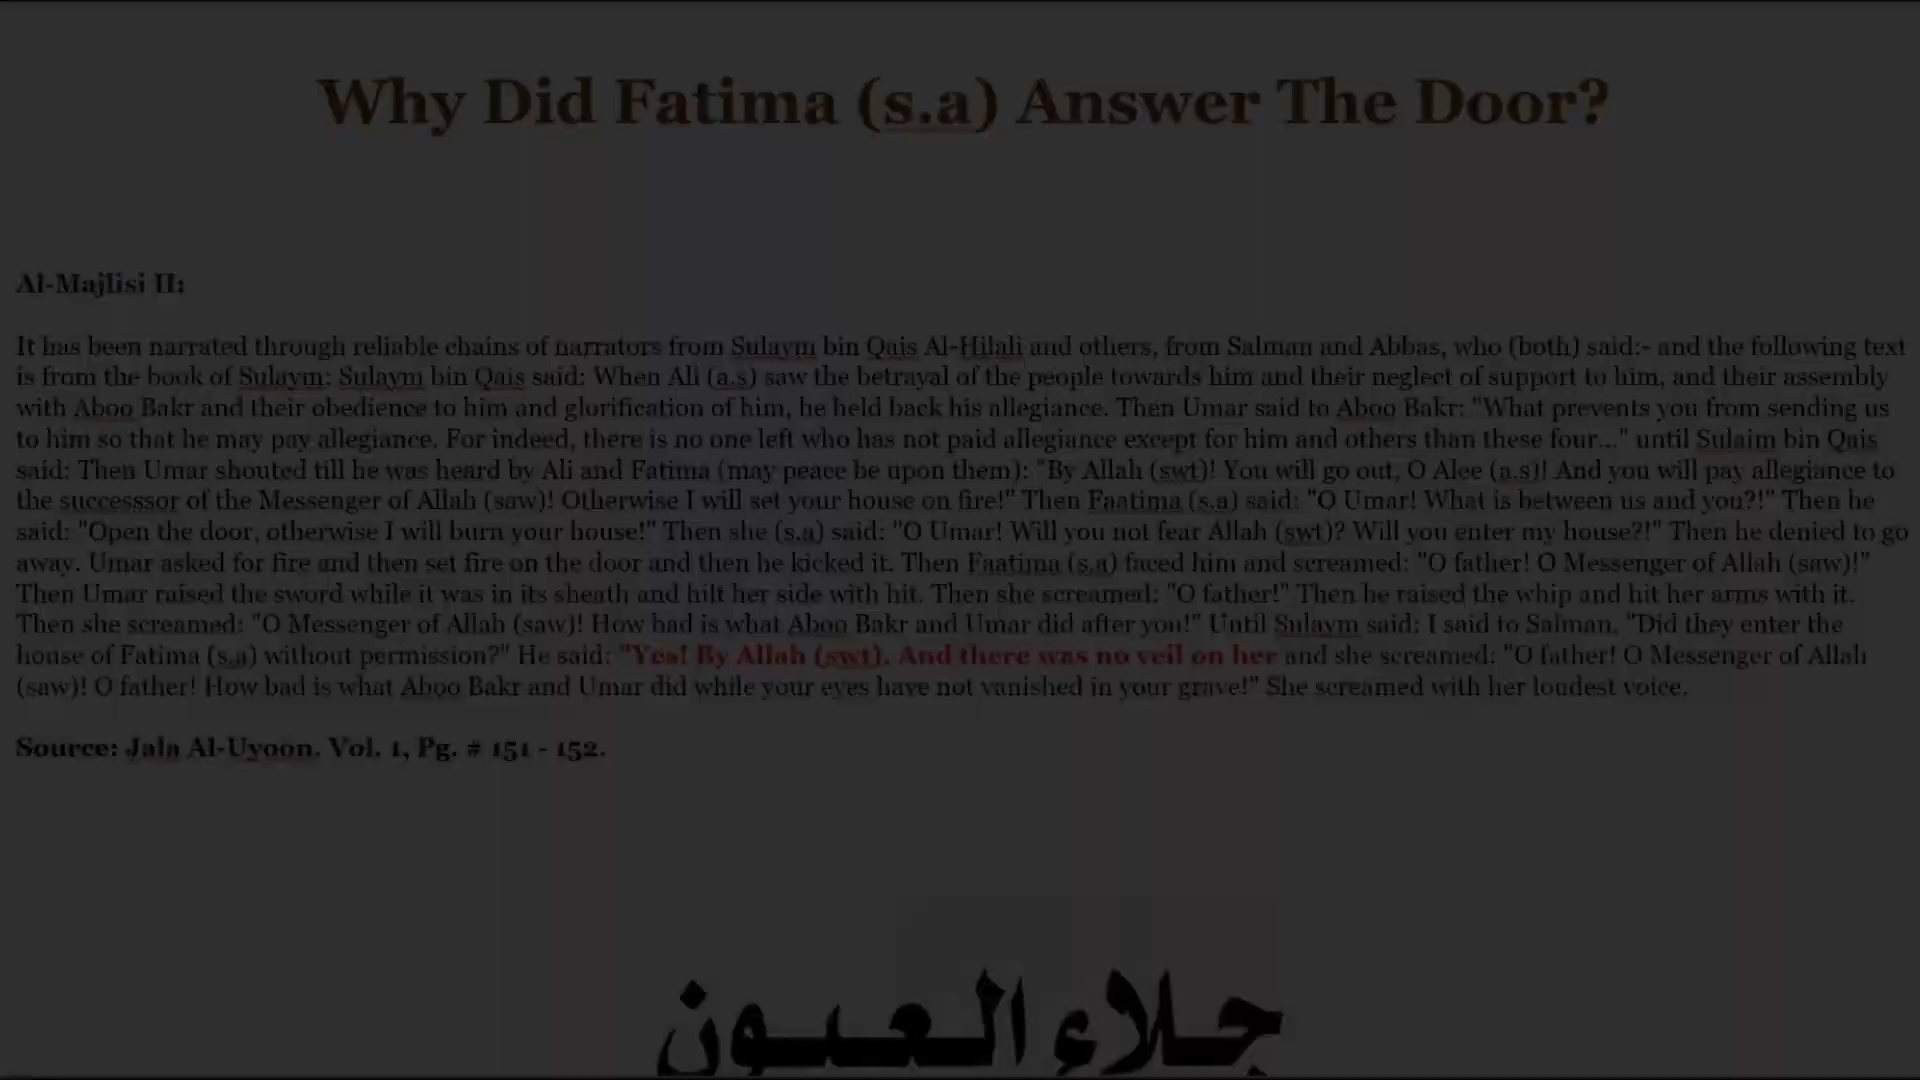 Why Did Fatima (s.a) Answer The Door?
Al-Majlisi II:
It has been narrated through reliable chains of narrators from Sulaym bin Qais Al-Hilali and others, from Salman and Abbas, who (both) said:- and the following text
is from the book of Sulaym: Sulaym bin Qais said: When Ali (a.s) saw the betrayal of the people towards him and their neglect of support to him, and their assembly
with Aboo Bakr and their obedience to him and glorification of him, he held back his allegiance. Then Umar said to Aboo Bakr: "What prevents you from sending us
to him so that he may pay allegiance. For indeed, there is no one left who has not paid allegiance except for him and others than these four..." until Sulaim bin Qais
said: Then Umar shouted till he was heard by Ali and Fatima (may peace be upon them): "By Allah (swt)! You will go out, O Alee (a.s)! And you will pay allegiance to
the successsor of the Messenger of Allah (saw)! Otherwise I will set your house on fire!" Then Faatima (s.a) said: "O Umar! What is between us and you?!" Then he
said: "Open the door, otherwise I will burn your house!" Then she (s.a) said: "O Umar! Will you not fear Allah (swt)? Will you enter my house?!" Then he denied to go
away. Umar asked for fire and then set fire on the door and then he kicked it. Then Faatima (s.a) faced him and screamed: "O father! O Messenger of Allah (saw)!"
Then Umar raised the sword while it was in its sheath and hilt her side with hit. Then she screamed: "O father!" Then he raised the whip and hit her arms with it.
Then she screamed: "O Messenger of Allah (saw)! How bad is what Aboo Bakr and Umar did after you!" Until Sulaym said: I said to Salman, "Did they enter the
house of Fatima (s.a) without permission?" He said: "Yes! By Allah (swt). And there was no veil on her and she screamed: "O father! O Messenger of Allah
(saw)! O father! How bad is what Aboo Bakr and Umar did while your eyes have not vanished in your grave!" She screamed with her loudest voice.
Source: Jala Al-Uyoon. Vol. 1, Pg. # 151 - 152.
جلاء العيون